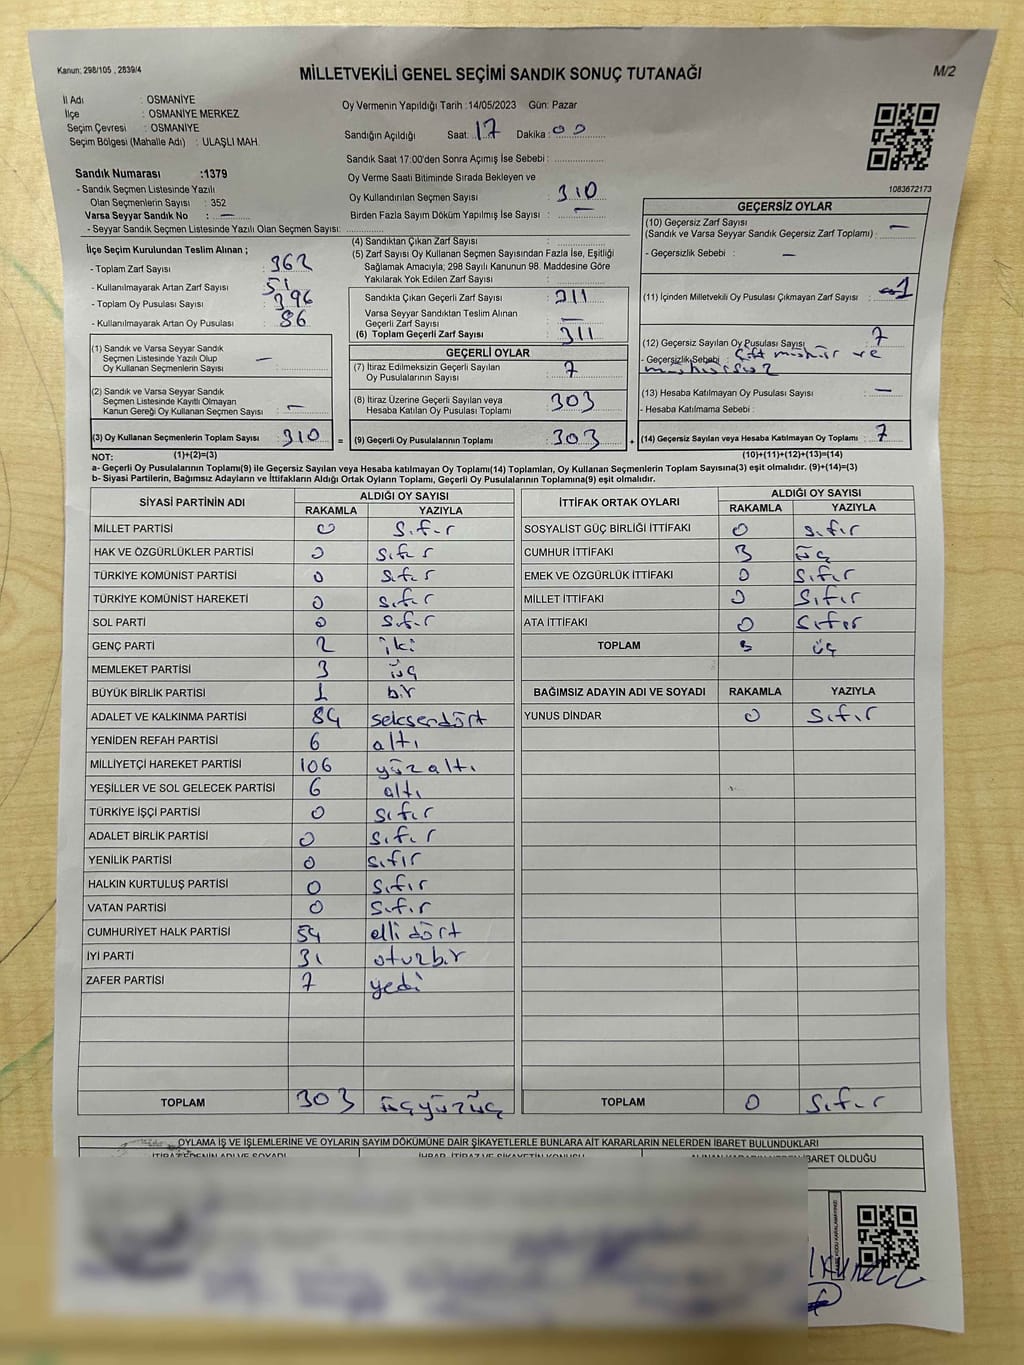 Kanun: 298/105 , 2839/4
MİLLETVEKİLİ GENEL SEÇİMİ SANDIK SONUÇ TUTANAĞI
M/2
İl Adı : OSMANİYE
İlçe : OSMANİYE MERKEZ
Seçim Çevresi : OSMANİYE
Seçim Bölgesi (Mahalle Adı) : ULAŞLI MAH.
Oy Vermenin Yapıldığı Tarih :14/05/2023 Gün: Pazar
Sandığın Açıldığı Saat: 17 Dakika : 00
Sandık Saat 17:00'den Sonra Açımış İse Sebebi :
Oy Verme Saati Bitiminde Sırada Bekleyen ve
Oy Kullandırılan Seçmen Sayısı : 310
Birden Fazla Sayım Döküm Yapılmış İse Sayısı : —
1083672173
Sandık Numarası :1379
- Sandık Seçmen Listesinde Yazılı
Olan Seçmenlerin Sayısı : 352
Varsa Seyyar Sandık No : —
- Seyyar Sandık Seçmen Listesinde Yazılı Olan Seçmen Sayısı:
İlçe Seçim Kurulundan Teslim Alınan ;
- Toplam Zarf Sayısı : 362
- Kullanılmayarak Artan Zarf Sayısı : 51
- Toplam Oy Pusulası Sayısı : 396
- Kullanılmayarak Artan Oy Pusulası : 86
(1) Sandık ve Varsa Seyyar Sandık
Seçmen Listesinde Yazılı Olup
Oy Kullanan Seçmenlerin Sayısı : —
(2) Sandık ve Varsa Seyyar Sandık
Seçmen Listesinde Kayıtlı Olmayan
Kanun Gereği Oy Kullanan Seçmen Sayısı : —
(3) Oy Kullanan Seçmenlerin Toplam Sayısı : 310 =
(4) Sandıktan Çıkan Zarf Sayısı :
(5) Zarf Sayısı Oy Kullanan Seçmen Sayısından Fazla İse, Eşitliği
Sağlamak Amacıyla; 298 Sayılı Kanunun 98. Maddesine Göre
Yakılarak Yok Edilen Zarf Sayısı :
Sandıkta Çıkan Geçerli Zarf Sayısı : 311
Varsa Seyyar Sandıktan Teslim Alınan
Geçerli Zarf Sayısı : —
(6) Toplam Geçerli Zarf Sayısı : 311
GEÇERLİ OYLAR
(7) İtiraz Edilmeksizin Geçerli Sayılan
Oy Pusulalarının Sayısı : 7
(8) İtiraz Üzerine Geçerli Sayılan veya
Hesaba Katılan Oy Pusulası Toplamı : 303
(9) Geçerli Oy Pusulalarının Toplamı : 303
GEÇERSİZ OYLAR
(10) Geçersiz Zarf Sayısı
(Sandık ve Varsa Seyyar Sandık Geçersiz Zarf Toplamı) : —
- Geçersizlik Sebebi : —
(11) İçinden Milletvekili Oy Pusulası Çıkmayan Zarf Sayısı : 1
(12) Geçersiz Sayılan Oy Pusulası Sayısı : 7
- Geçersizlik Sebebi : Çift mühür ve
mühürsüz
(13) Hesaba Katılmayan Oy Pusulası Sayısı : —
- Hesaba Katılmama Sebebi :
(14) Geçersiz Sayılan veya Hesaba Katılmayan Oy Toplamı : 7
NOT: (1)+(2)=(3) (10)+(11)+(12)+(13)=(14)
a- Geçerli Oy Pusulalarının Toplamı(9) ile Geçersiz Sayılan veya Hesaba katılmayan Oy Toplamı(14) Toplamları, Oy Kullanan Seçmenlerin Toplam Sayısına(3) eşit olmalıdır. (9)+(14)=(3)
b- Siyasi Partilerin, Bağımsız Adayların ve İttifakların Aldığı Ortak Oyların Toplamı, Geçerli Oy Pusulalarının Toplamına(9) eşit olmalıdır.
SİYASİ PARTİNİN ADI ALDIĞI OY SAYISI
RAKAMLA YAZIYLA
MİLLET PARTİSİ 0 sıfır
HAK VE ÖZGÜRLÜKLER PARTİSİ 0 sıfır
TÜRKİYE KOMÜNİST PARTİSİ 0 sıfır
TÜRKİYE KOMÜNİST HAREKETİ 0 sıfır
SOL PARTİ 0 sıfır
GENÇ PARTİ 2 iki
MEMLEKET PARTİSİ 3 üç
BÜYÜK BİRLİK PARTİSİ 1 bir
ADALET VE KALKINMA PARTİSİ 84 seksendört
YENİDEN REFAH PARTİSİ 6 altı
MİLLİYETÇİ HAREKET PARTİSİ 106 yüzaltı
YEŞİLLER VE SOL GELECEK PARTİSİ 6 altı
TÜRKİYE İŞÇİ PARTİSİ 0 sıfır
ADALET BİRLİK PARTİSİ 0 sıfır
YENİLİK PARTİSİ 0 sıfır
HALKIN KURTULUŞ PARTİSİ 0 sıfır
VATAN PARTİSİ 0 sıfır
CUMHURİYET HALK PARTİSİ 54 elli dört
İYİ PARTİ 31 otuzbir
ZAFER PARTİSİ 7 yedi
TOPLAM 303 üçyüzüç
İTTİFAK ORTAK OYLARI ALDIĞI OY SAYISI
RAKAMLA YAZIYLA
SOSYALİST GÜÇ BİRLİĞİ İTTİFAKI 0 sıfır
CUMHUR İTTİFAKI 3 üç
EMEK VE ÖZGÜRLÜK İTTİFAKI 0 sıfır
MİLLET İTTİFAKI 0 sıfır
ATA İTTİFAKI 0 sıfır
TOPLAM 3 üç
BAĞIMSIZ ADAYIN ADI VE SOYADI RAKAMLA YAZIYLA
YUNUS DİNDAR 0 sıfır
TOPLAM 0 sıfır
OYLAMA İŞ VE İŞLEMLERİNE VE OYLARIN SAYIM DÖKÜMÜNE DAİR ŞİKAYETLERLE BUNLARA AİT KARARLARIN NELERDEN İBARET BULUNDUKLARI
İTİRAZ EDENİN ADI VE SOYADI İHBAR, İTİRAZ VE ŞİKAYETİN KONUSU İBARET OLDUĞU